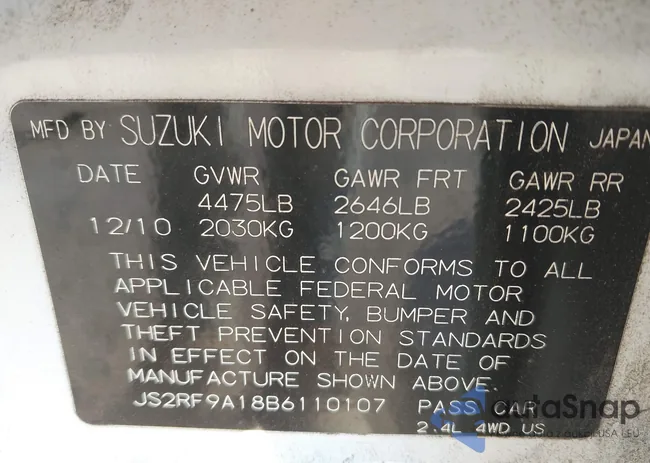 MFD BY SUZUKI MOTOR CORPORATION JAPAN
DATE GVWR GAWR FRT GAWR RR
4475LB 2646LB 2425LB
12/10 2030KG 1200KG 1100KG
THIS VEHICLE CONFORMS TO ALL
APPLICABLE FEDERAL MOTOR
VEHICLE SAFETY, BUMPER AND
THEFT PREVENTION STANDARDS
IN EFFECT ON THE DATE OF
MANUFACTURE SHOWN ABOVE.
JS2RF9A18B6110107 PASS CAR
2.4L 4WD US
autoSnap